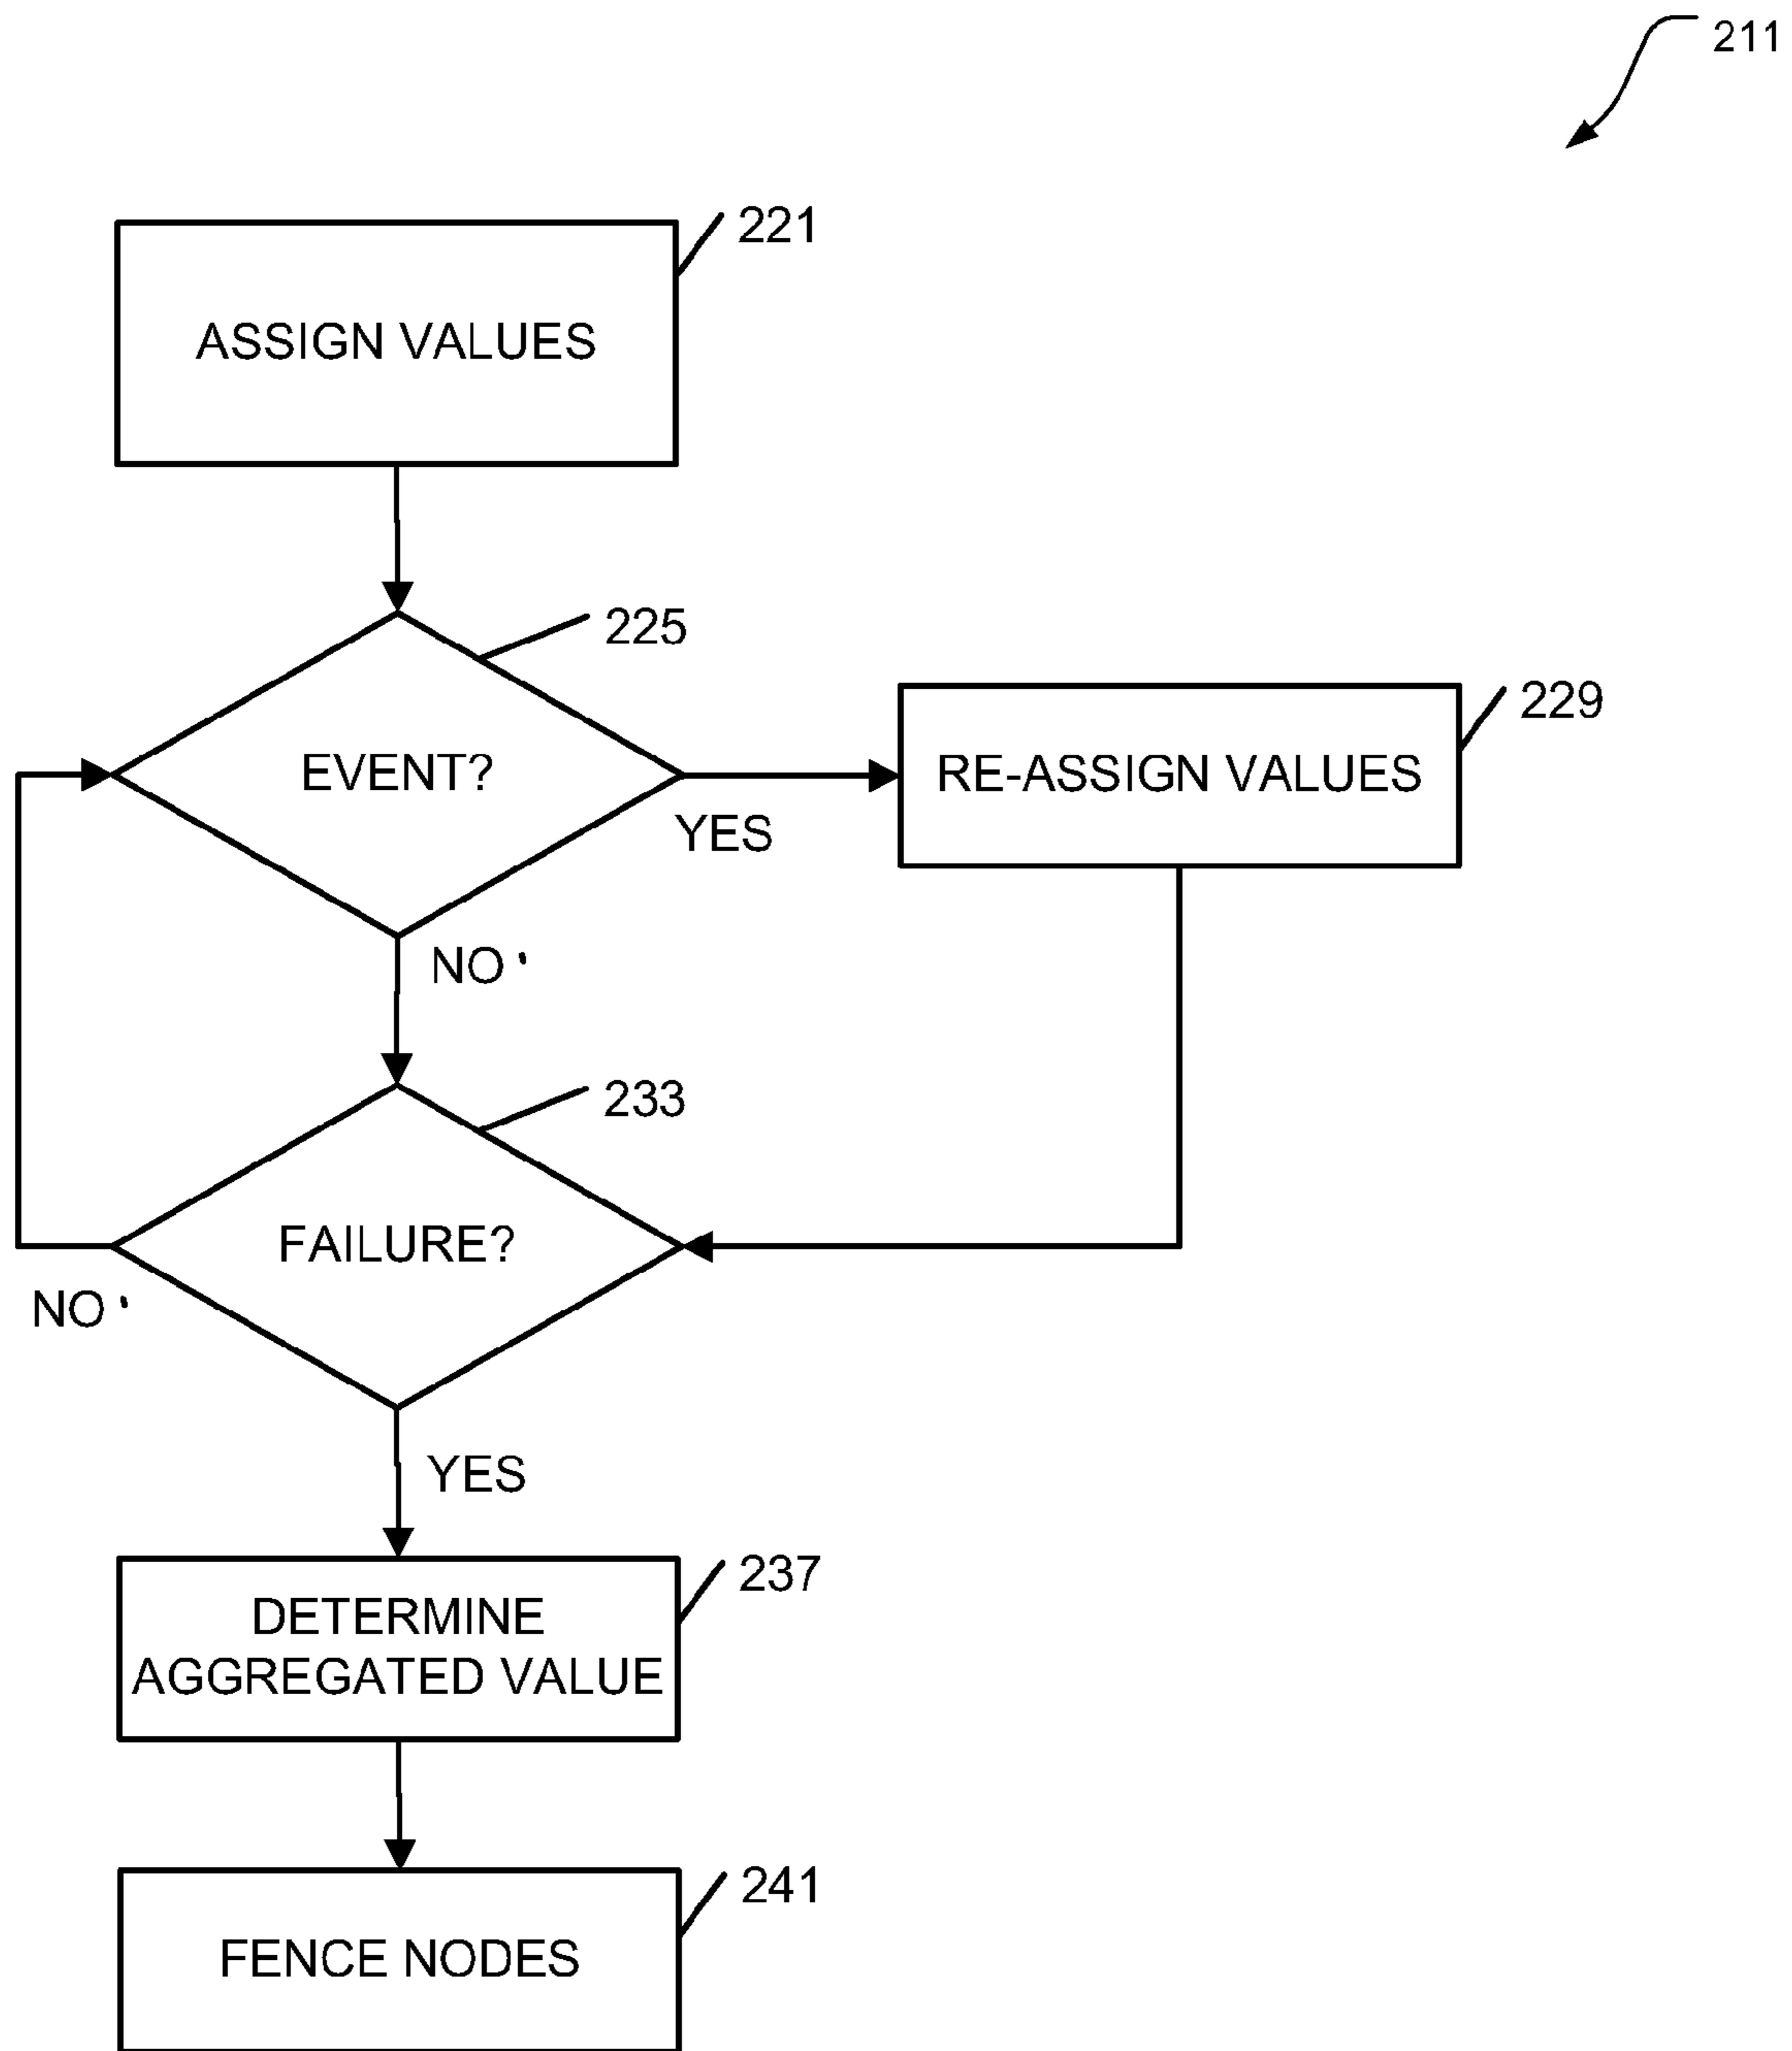 211
221
ASSIGN VALUES
225
EVENT?
YES
229
RE-ASSIGN VALUES
NO
233
FAILURE?
NO
YES
237
DETERMINE
AGGREGATED VALUE
241
FENCE NODES